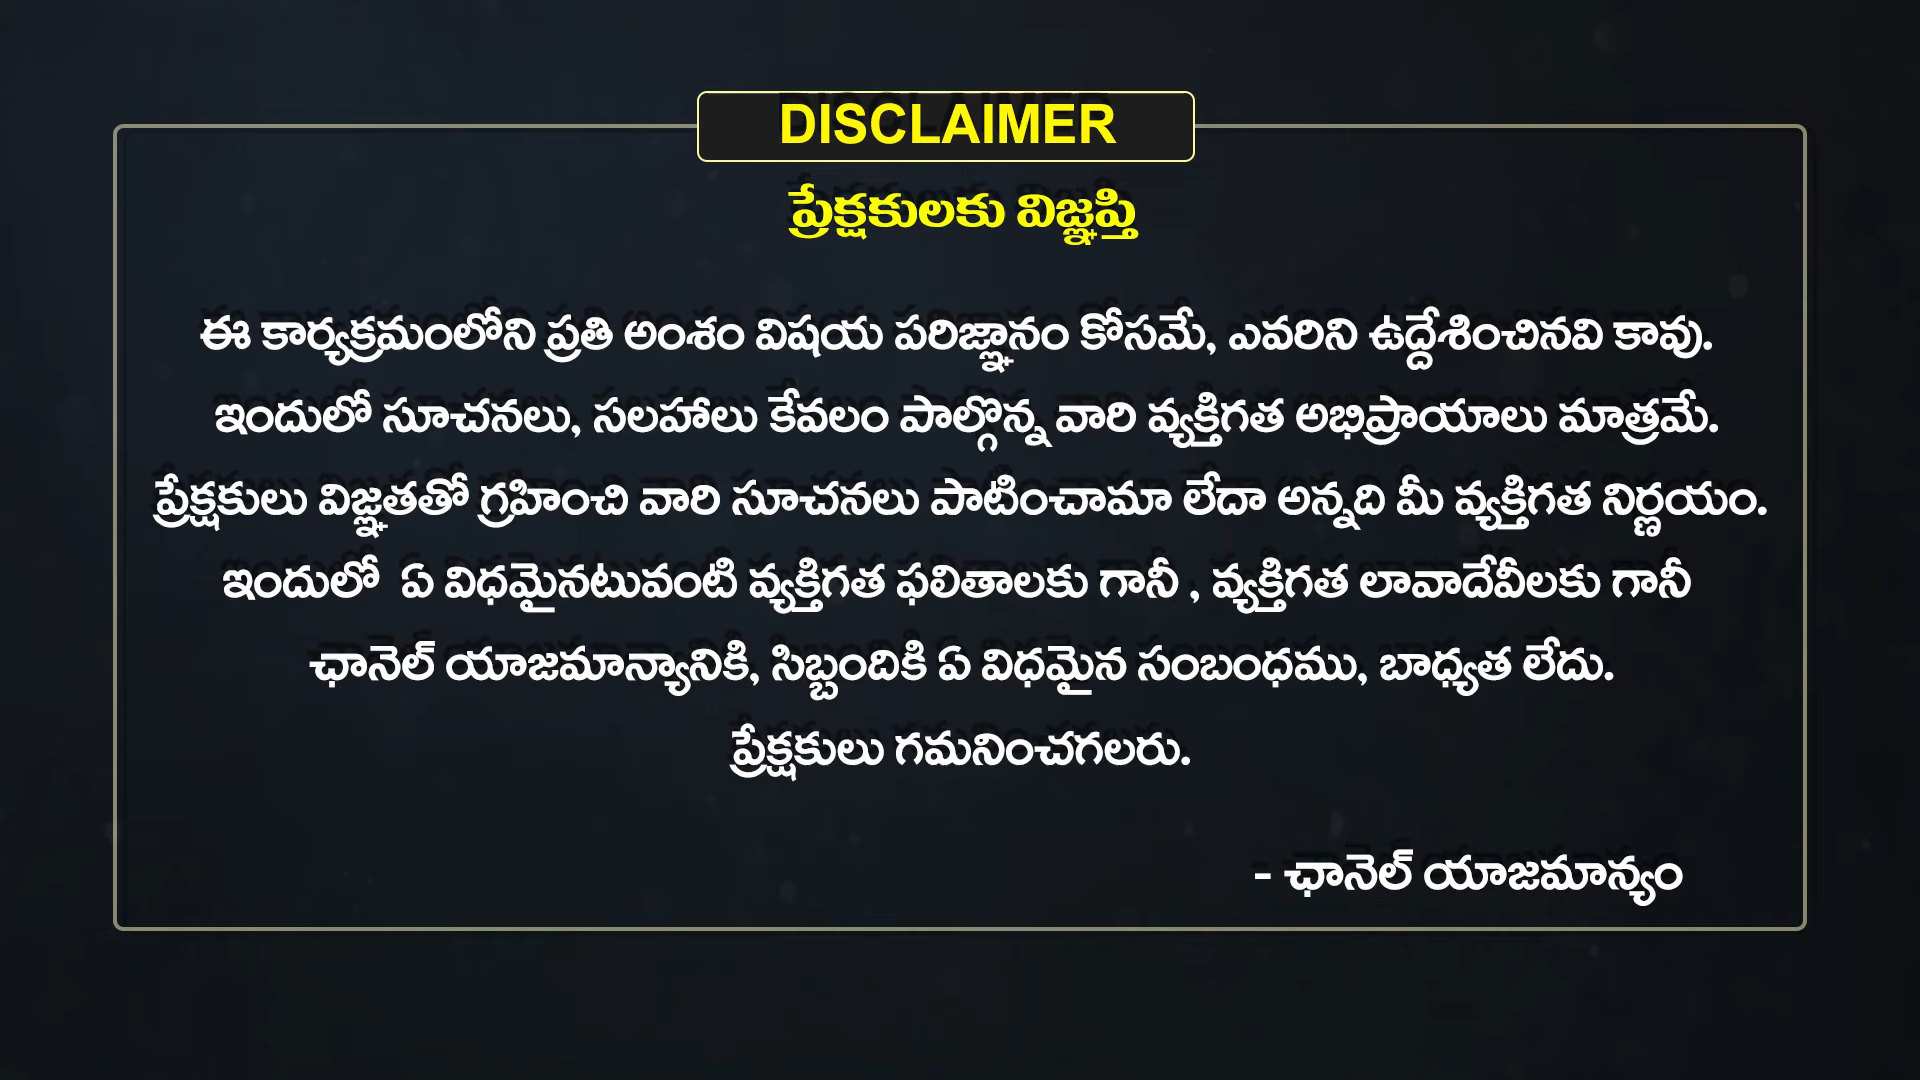 DISCLAIMER
ప్రేక్షకులకు విజ్ఞప్తి
ఈ కార్యక్రమంలోని ప్రతి అంశం విషయ పరిజ్ఞానం కోసమే, ఎవరిని ఉద్దేశించినవి కావు.
ఇందులో సూచనలు, సలహాలు కేవలం పాల్గొన్న వారి వ్యక్తిగత అభిప్రాయాలు మాత్రమే.
ప్రేక్షకులు విజ్ఞతతో గ్రహించి వారి సూచనలు పాటించామా లేదా అన్నది మీ వ్యక్తిగత నిర్ణయం.
ఇందులో ఏ విధమైనటువంటి వ్యక్తిగత ఫలితాలకు గానీ , వ్యక్తిగత లావాదేవీలకు గానీ
ఛానెల్ యాజమాన్యానికి, సిబ్బందికి ఏ విధమైన సంబంధము, బాధ్యత లేదు.
ప్రేక్షకులు గమనించగలరు.
- ఛానెల్ యాజమాన్యం